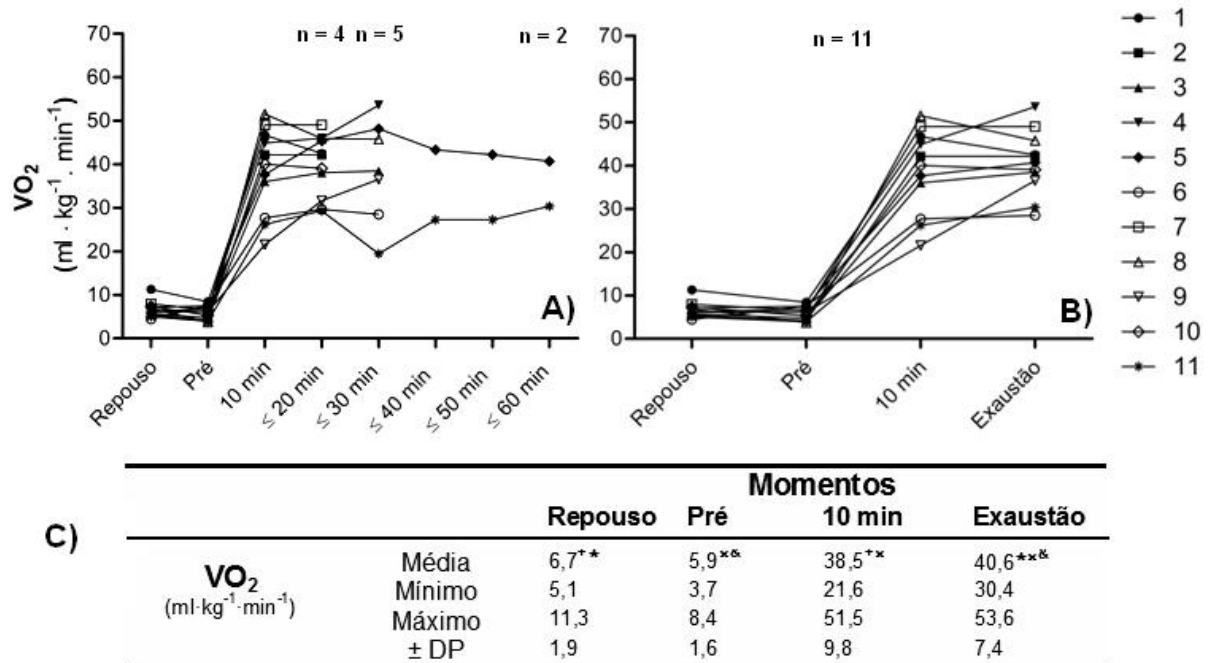 n = 4 n = 5 n = 2
70
60
50
40
30
20
10
0
VO2
(ml · kg-1. min-1)
A)
Repouso
Pré
10 min
≤ 20 min
≤ 30 min
≤ 40 min
≤ 50 min
≤ 60 min
n = 11
70
60
50
40
30
20
10
0
B)
Repouso
Pré
10 min
Exaustão
1
2
3
4
5
6
7
8
9
10
11
C)
Momentos
Repouso Pré 10 min Exaustão
VO2
(ml·kg-1·min-1)
Média 6,7+* 5,9×& 38,5+× 40,6*×&
Mínimo 5,1 3,7 21,6 30,4
Máximo 11,3 8,4 51,5 53,6
± DP 1,9 1,6 9,8 7,4